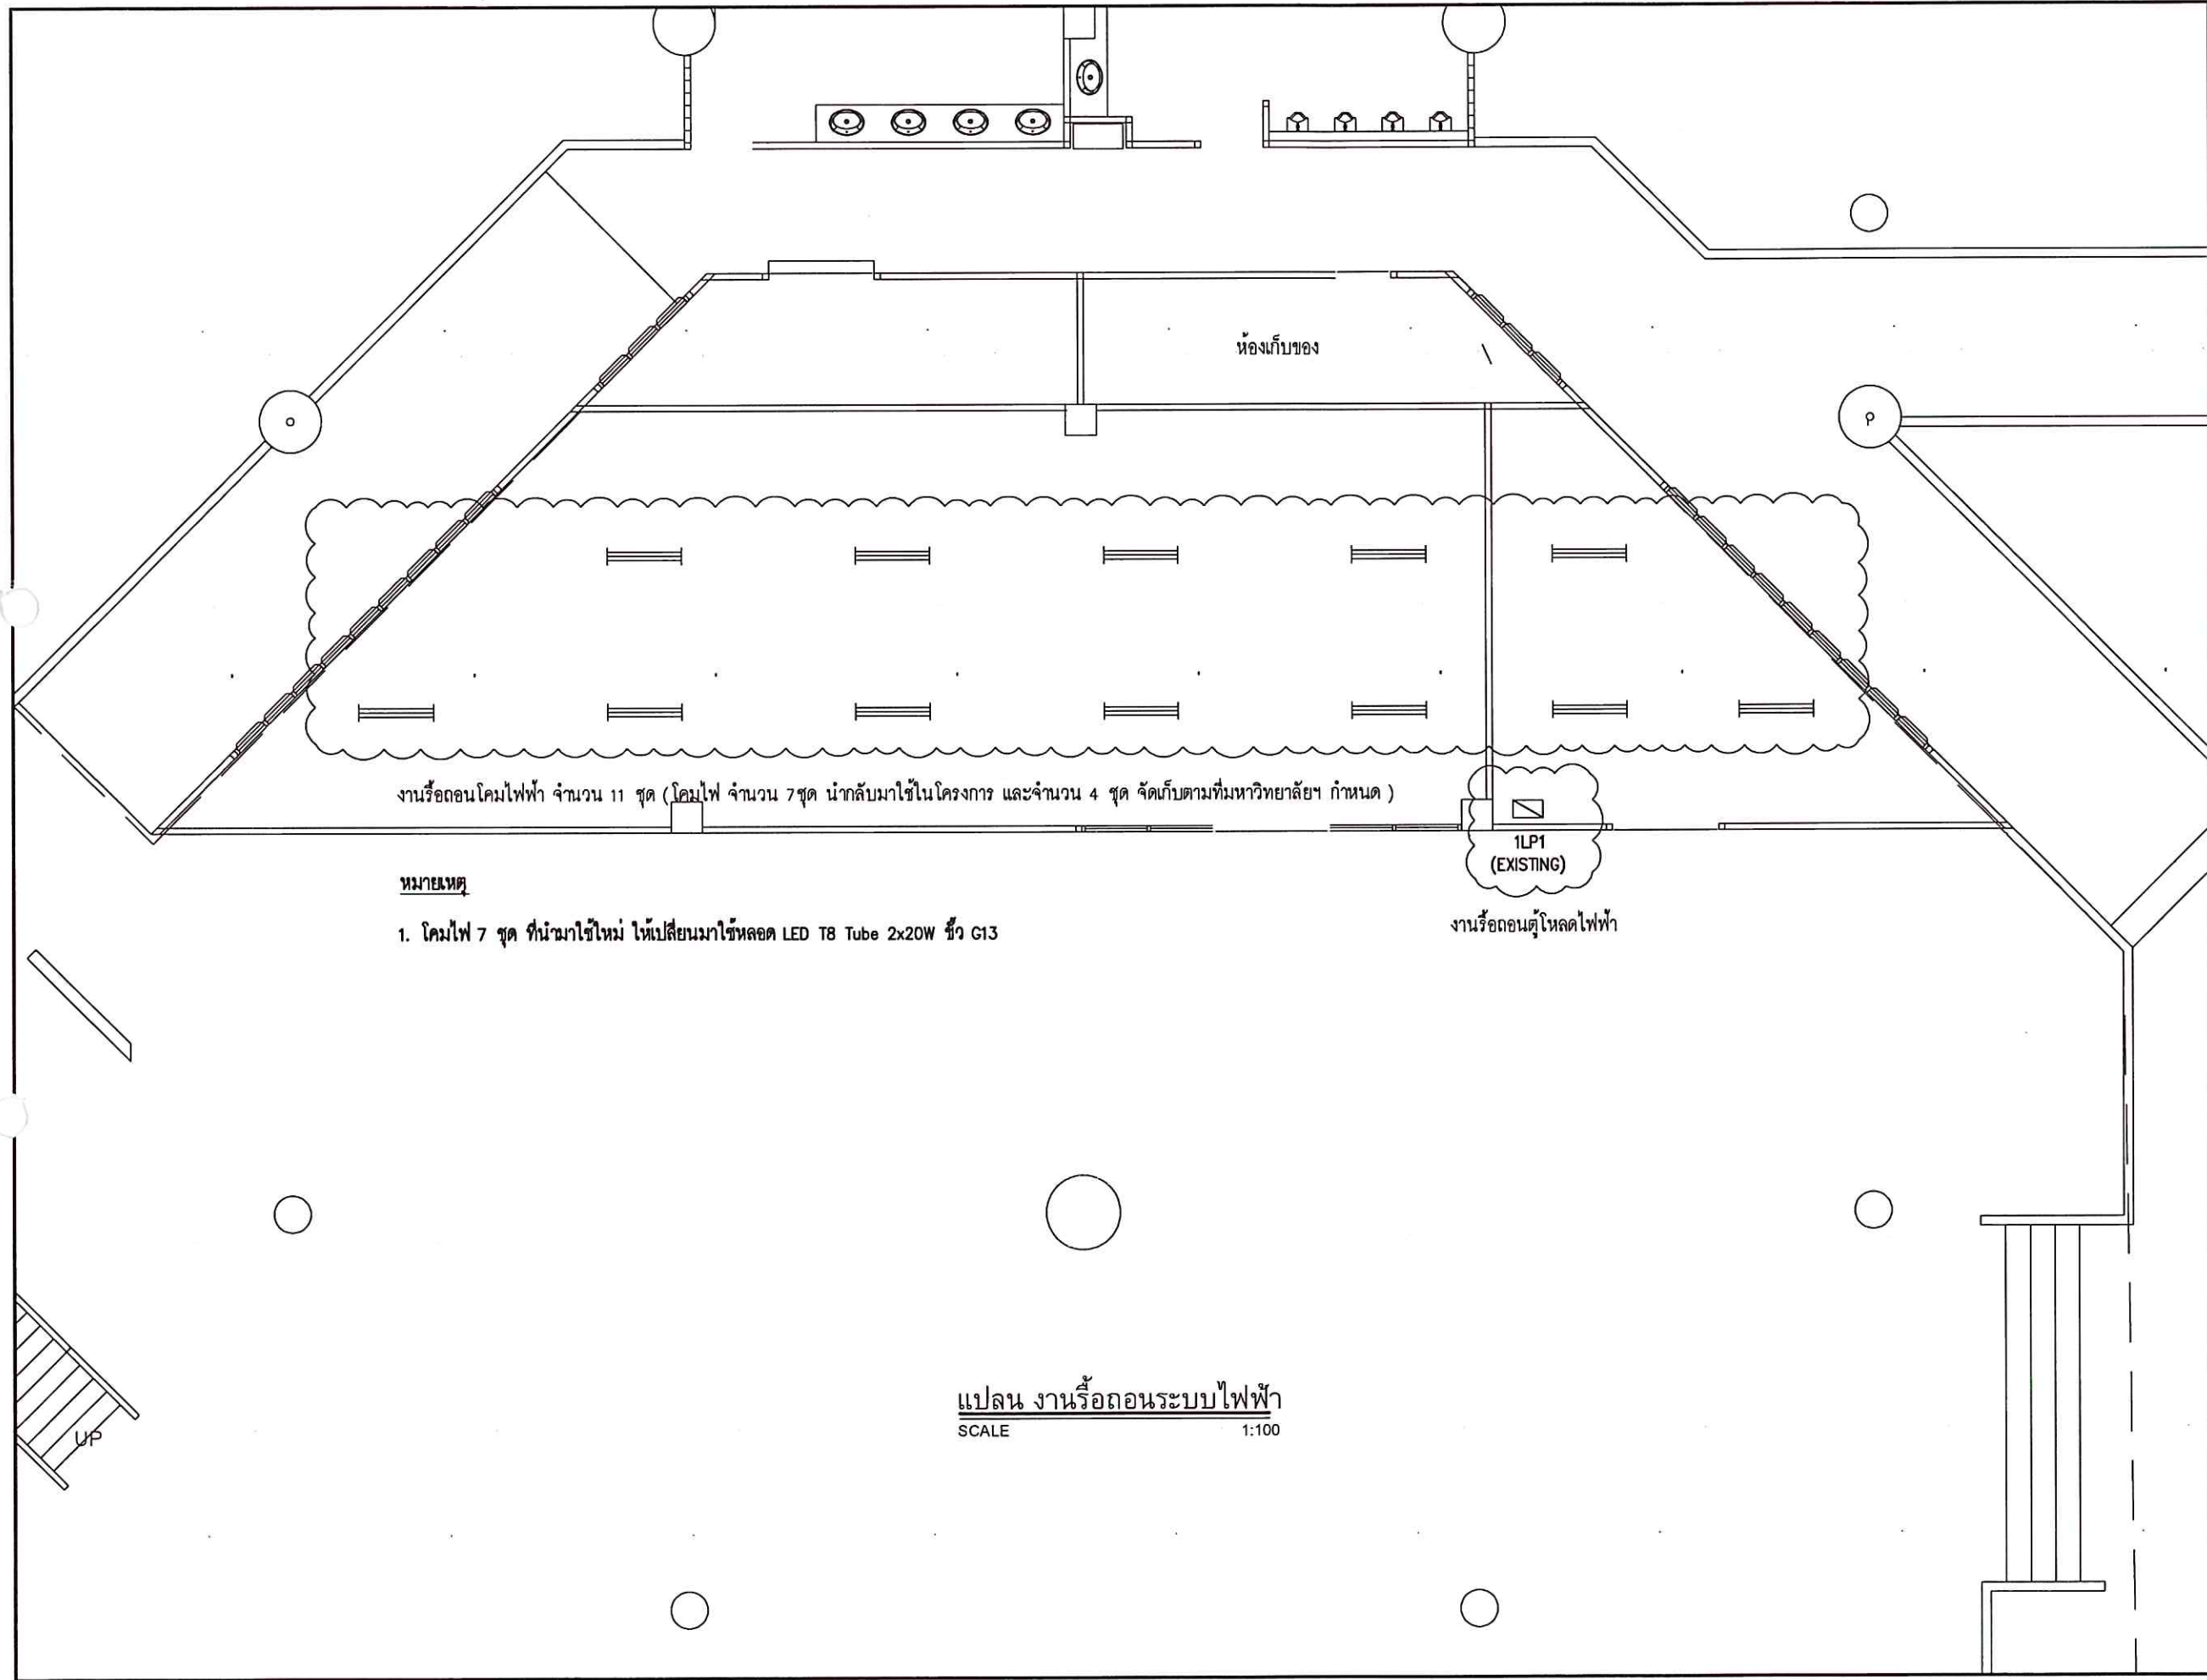 ห้องเก็บของ
งานรื้อถอนโคมไฟฟ้า จำนวน 11 ชุด ( โคมไฟ จำนวน 7ชุด นำกลับมาใช้ในโครงการ และจำนวน 4 ชุด จัดเก็บตามที่มหาวิทยาลัยฯ กำหนด )
1LP1
(EXISTING)
งานรื้อถอนตู้โหลดไฟฟ้า
หมายเหตุ
1. โคมไฟ 7 ชุด ที่นำมาใช้ใหม่ ให้เปลี่ยนมาใช้หลอด LED T8 Tube 2x20W ขั้ว G13
แปลน งานรื้อถอนระบบไฟฟ้า
SCALE 1:100
UP